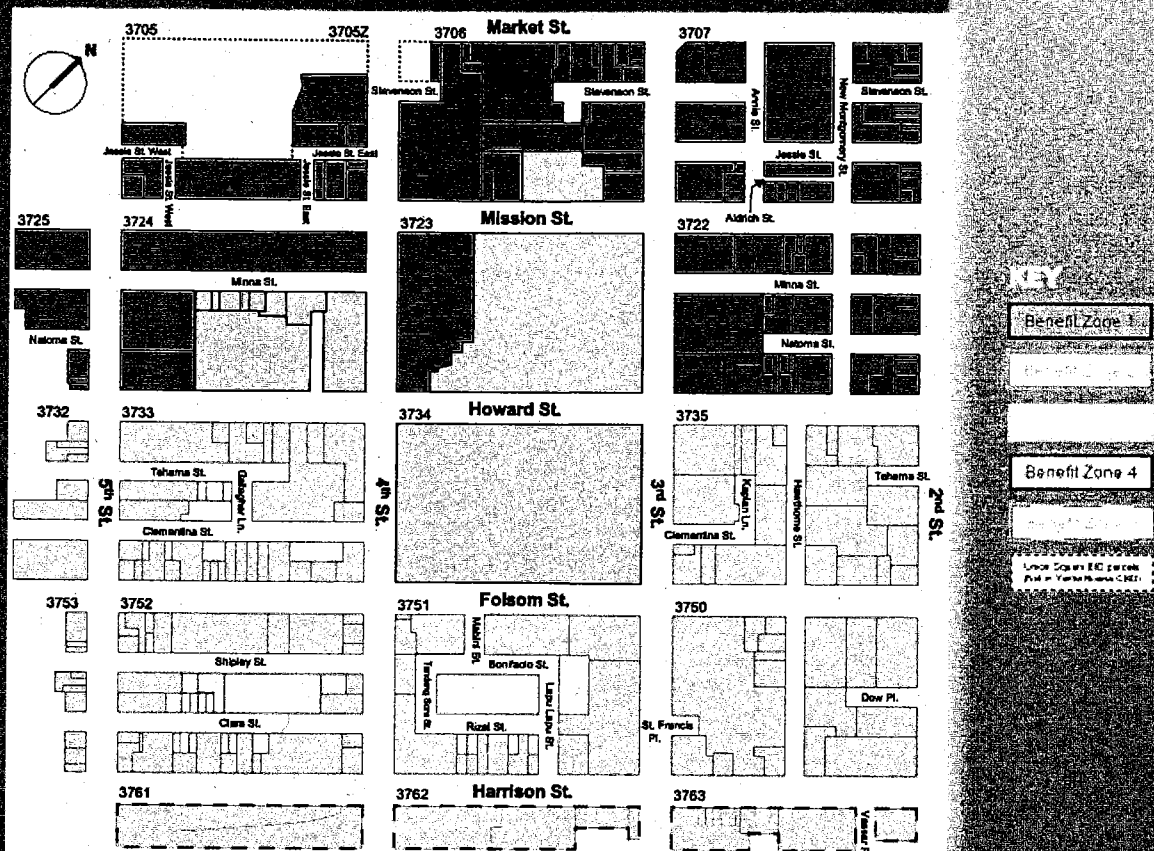 3705
3705Z
3706
Market St.
3707
N
Stevenson St.
Stevenson St.
Stevenson St.
Annie St.
New Montgomery St.
Jessie St. West
Jessie St. East
Jessie St.
Jessie St. West
Jessie St. East
Aldrich St.
3725
3724
3723
Mission St.
3722
Minna St.
Minna St.
Natoma St.
Natoma St.
KEY
Benefit Zone 1
Benefit Zone 4
3732
3733
3734
Howard St.
3735
Tehama St.
Gallagher Ln.
5th St.
4th St.
3rd St.
Kaplan Ln.
Hawthorne St.
Tehama St.
2nd St.
Clementina St.
Clementina St.
3753
3752
3751
Folsom St.
3750
Shipley St.
Mabini St.
Bonifacio St.
Tandang Sora St.
Lapu Lapu St.
Rizal St.
Clara St.
St. Francis
Pl.
Dow Pl.
3761
3762
Harrison St.
3763